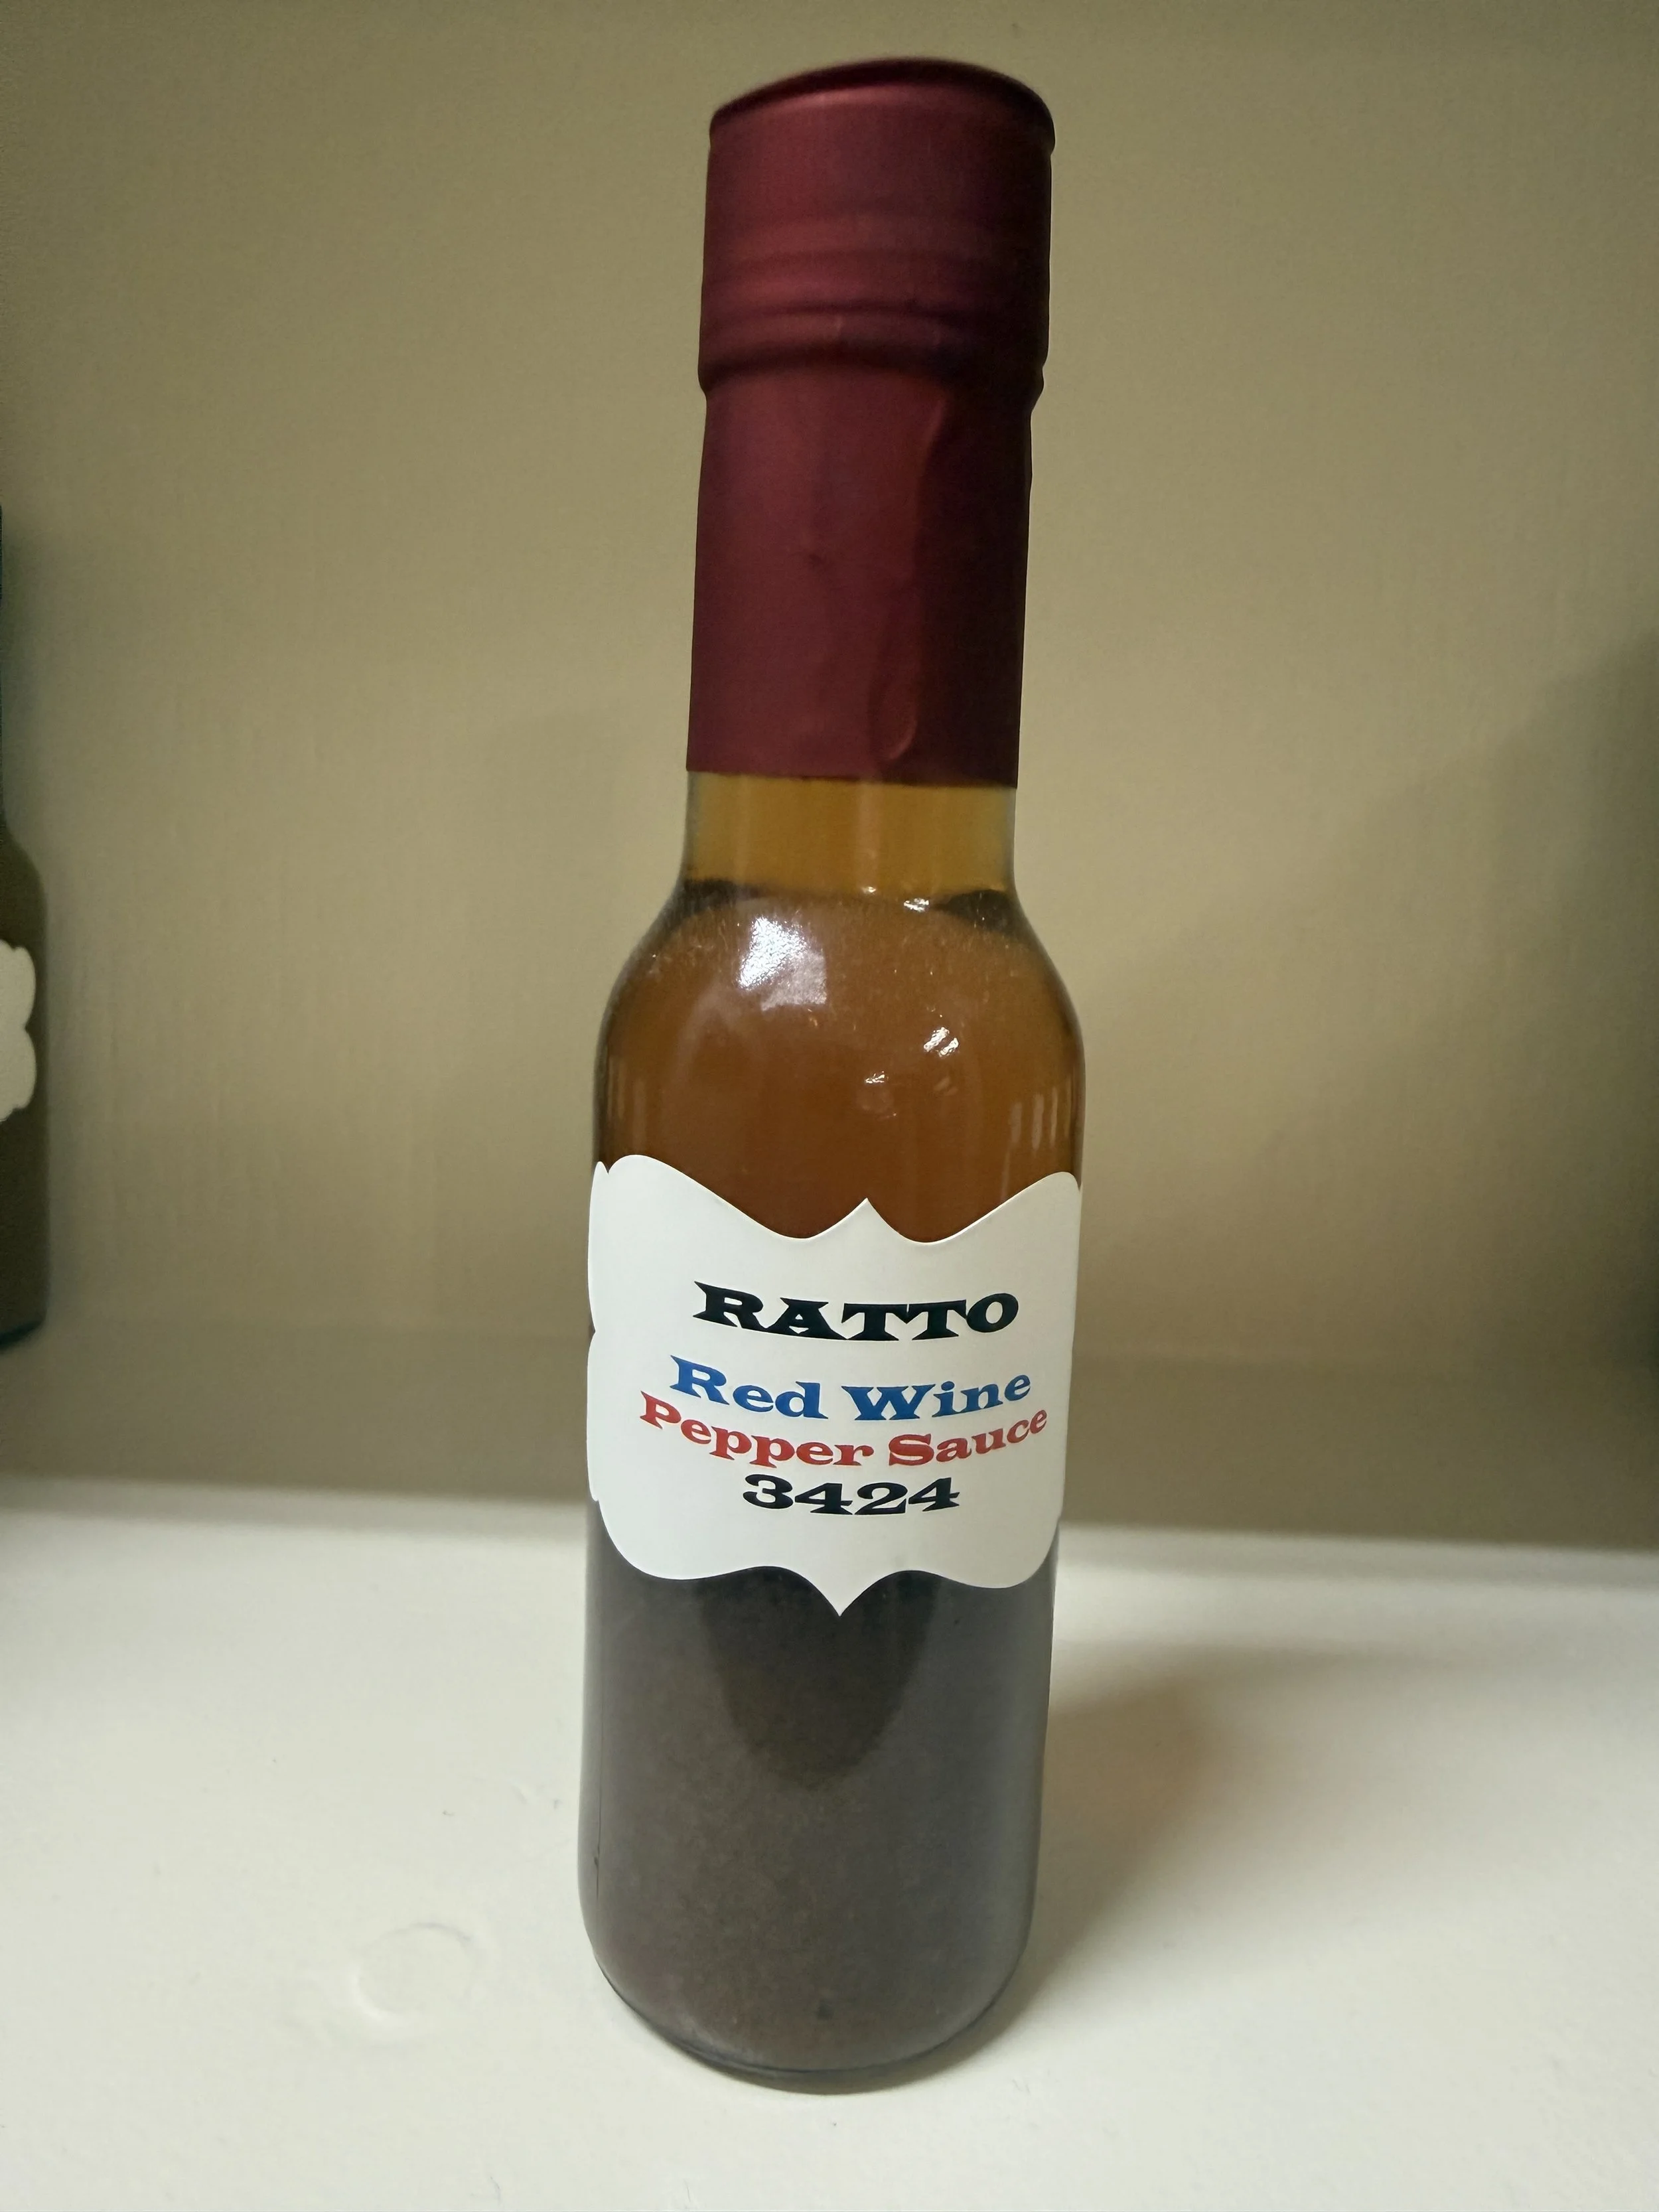 RATTO
Red Wine
Pepper Sauce
3424